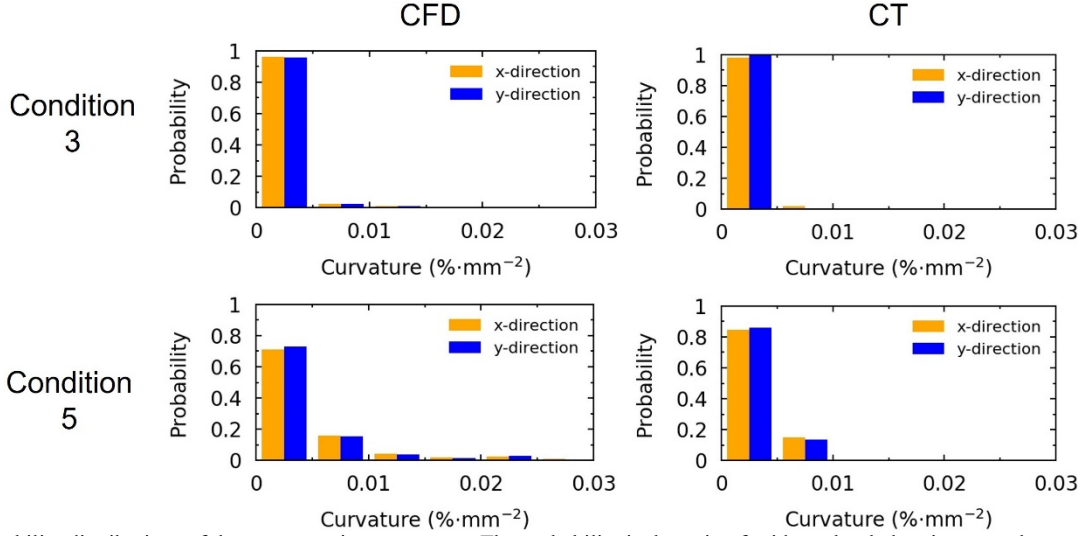 CFD
CT
Condition
3
Probability
1
0.8
0.6
0.4
0.2
0
x-direction
y-direction
0
0.01
0.02
0.03
Curvature (%·mm⁻²)
Probability
1
0.8
0.6
0.4
0.2
0
x-direction
y-direction
0
0.01
0.02
0.03
Curvature (%·mm⁻²)
Condition
5
Probability
1
0.8
0.6
0.4
0.2
0
x-direction
y-direction
0
0.01
0.02
0.03
Curvature (%·mm⁻²)
Probability
1
0.8
0.6
0.4
0.2
0
x-direction
y-direction
0
0.01
0.02
0.03
Curvature (%·mm⁻²)